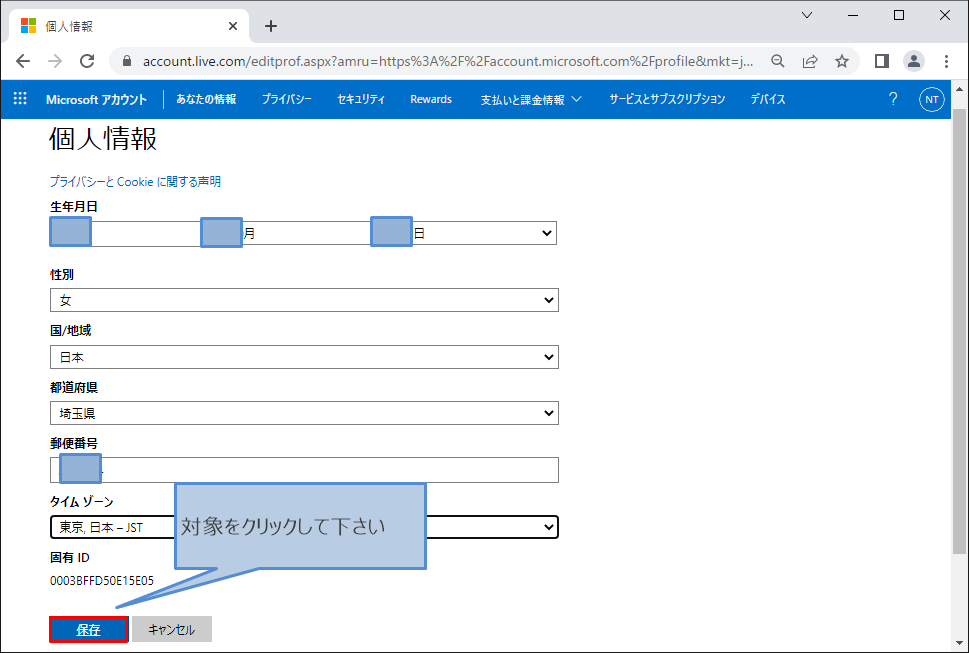 個人情報
account.live.com/editprof.aspx?amru=https%3A%2F%2Faccount.microsoft.com%2Fprofile&mkt=j...
Microsoft アカウント あなたの情報 プライバシー セキュリティ Rewards 支払いと課金情報 サービスとサブスクリプション デバイス ? NT
個人情報
プライバシーと Cookie に関する声明
生年月日
月 日
性別
女
国/地域
日本
都道府県
埼玉県
郵便番号
タイム ゾーン
東京, 日本 – JST
対象をクリックして下さい
固有 ID
0003BFFD50E15E05
保存 キャンセル